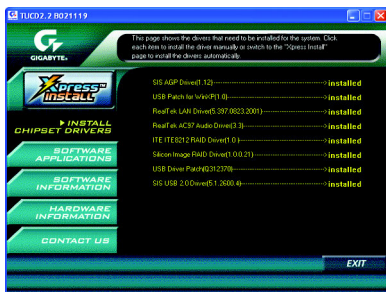 TUCD2.2 B021119
GIGABYTE™
This page shows the divers that need to be installed for the system. Click
each item to install the driver manually or switch to the "Xpress Install"
page to install the drivers automatically.
Xpress™
install
INSTALL
CHIPSET DRIVERS
SOFTWARE
APPLICATIONS
SOFTWARE
INFORMATION
HARDWARE
INFORMATION
CONTACT US
SIS AGP Driver(1.12)------>installed
USB Patch for WinXP(1.0)------>installed
RealTek LAN Driver(5.397.0823.2001)------>installed
RealTek AC97 Audio Driver(3.3)------>installed
ITE ITE8212 RAID Driver(1.0 )------>installed
Silicon Image RAID Driver(1.0.0.21)------>installed
USB Driver Patch(Q312370)------>installed
SIS USB 2.0 Driver(5.1.2600.4)------>installed
EXIT